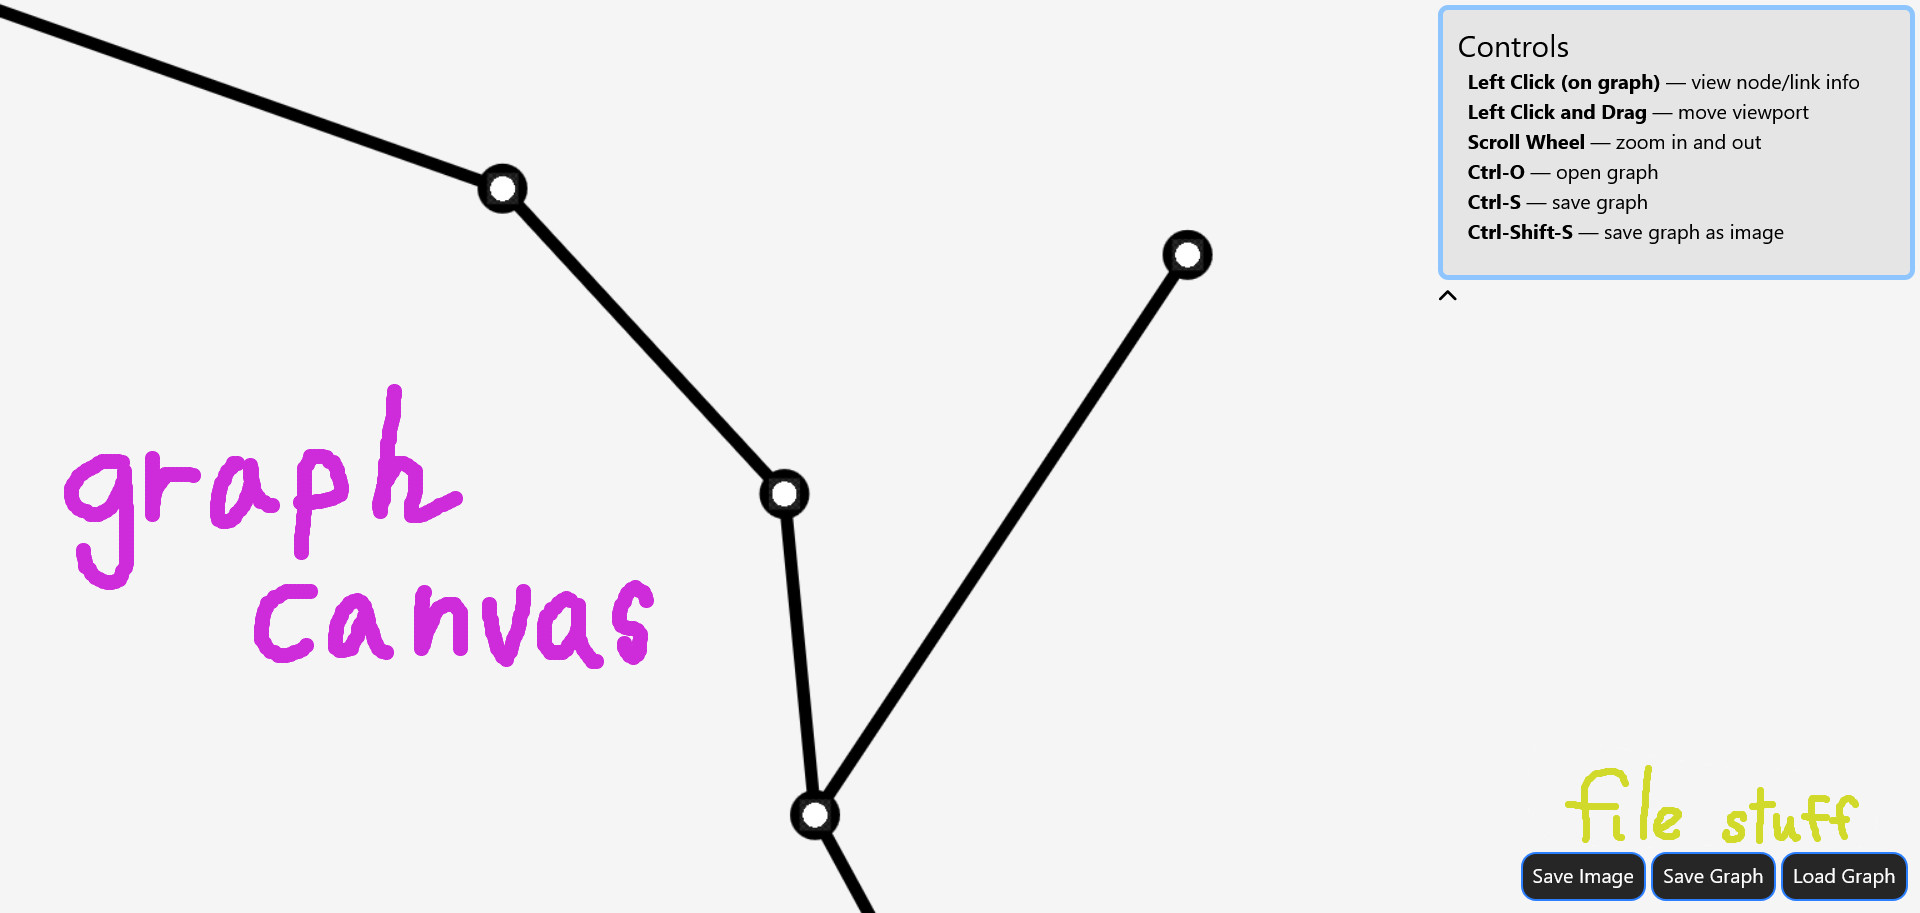 Controls
Left Click (on graph) — view node/link info
Left Click and Drag — move viewport
Scroll Wheel — zoom in and out
Ctrl-O — open graph
Ctrl-S — save graph
Ctrl-Shift-S — save graph as image
graph
canvas
file stuff
Save Image Save Graph Load Graph